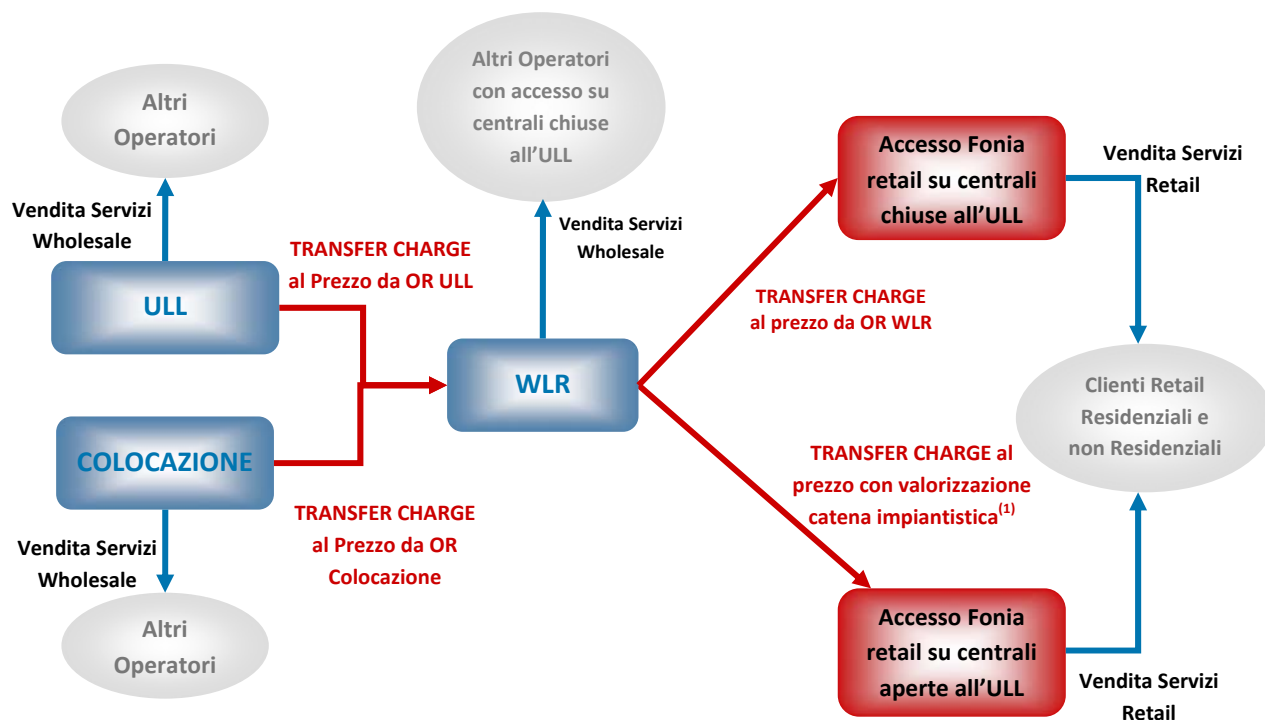 Altri
Operatori
Vendita Servizi
Wholesale
ULL
TRANSFER CHARGE
al Prezzo da OR ULL
COLOCAZIONE
TRANSFER CHARGE
al Prezzo da OR
Colocazione
Vendita Servizi
Wholesale
Altri
Operatori
Altri Operatori
con accesso su
centrali chiuse
all’ULL
Vendita Servizi
Wholesale
WLR
TRANSFER CHARGE
al prezzo da OR WLR
TRANSFER CHARGE al
prezzo con valorizzazione
catena impiantistica(1)
Accesso Fonia
retail su centrali
chiuse all’ULL
Vendita Servizi
Retail
Clienti Retail
Residenziali e
non Residenziali
Accesso Fonia
retail su centrali
aperte all’ULL
Vendita Servizi
Retail